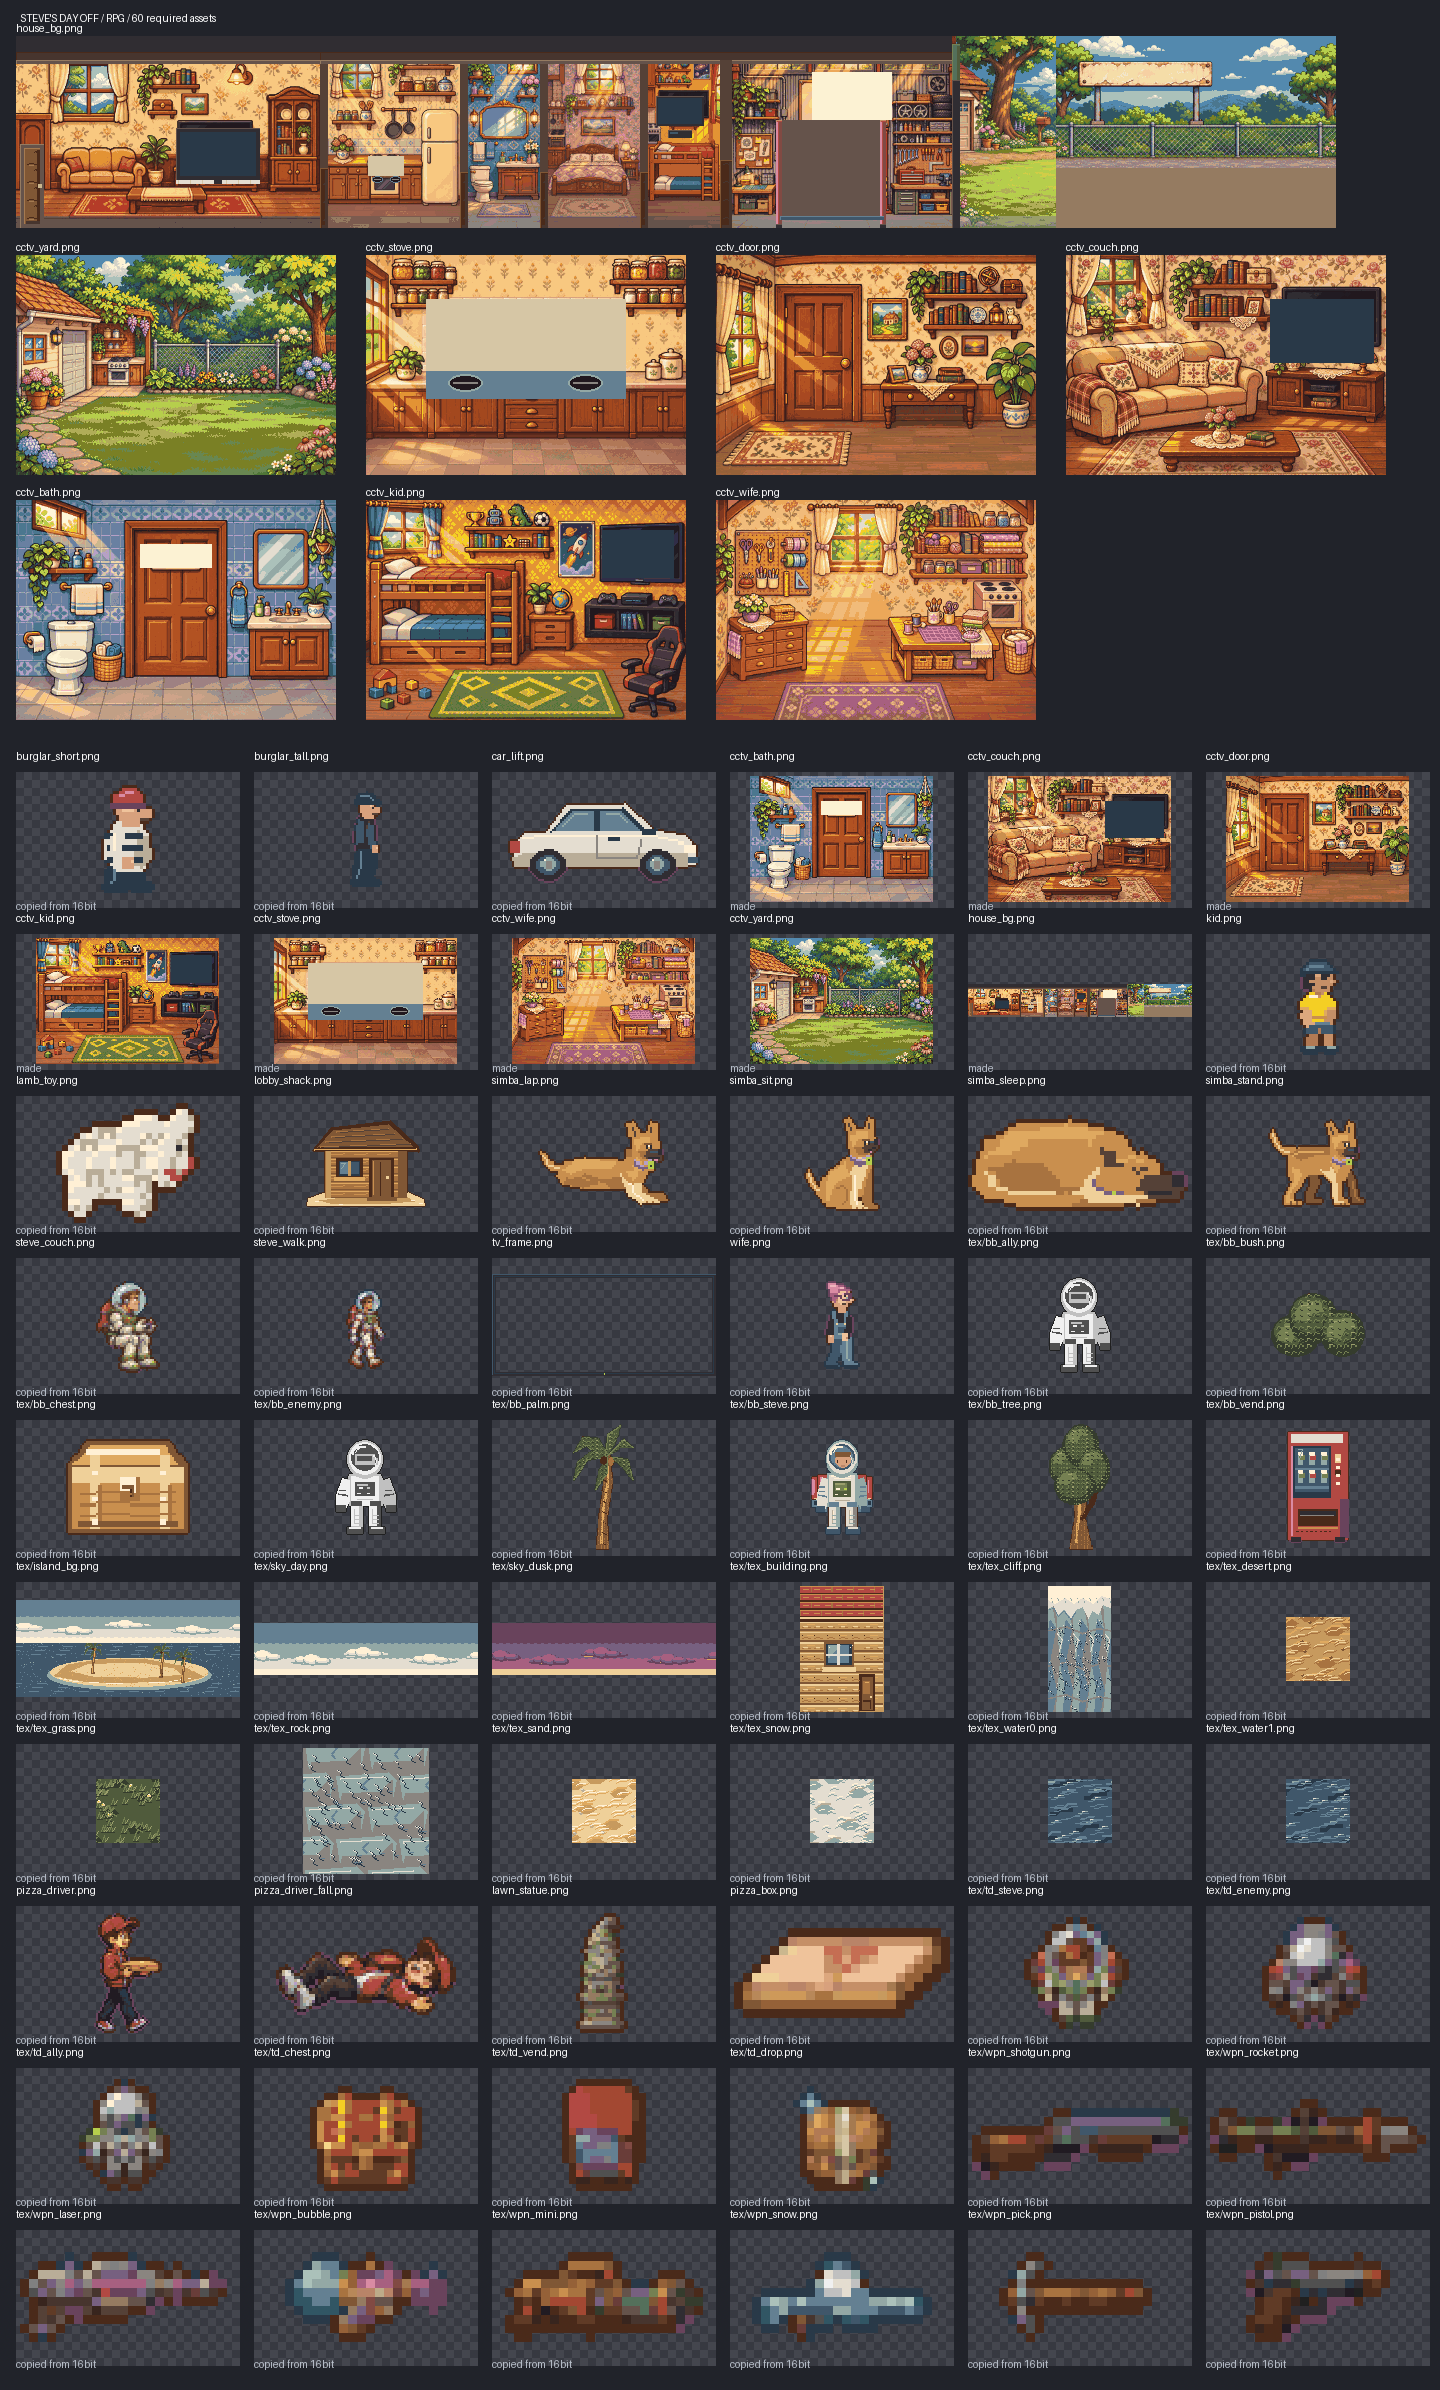 STEVE'S DAY OFF / RPG / 60 required assets
house_bg.png
cctv_yard.png cctv_stove.png cctv_door.png cctv_couch.png
cctv_bath.png cctv_kid.png cctv_wife.png
burglar_short.png burglar_tall.png car_lift.png cctv_bath.png cctv_couch.png cctv_door.png
copied from 16bit copied from 16bit copied from 16bit made made made
cctv_kid.png cctv_stove.png cctv_wife.png cctv_yard.png house_bg.png kid.png
made made made made made copied from 16bit
lamb_toy.png lobby_shack.png simba_lap.png simba_sit.png simba_sleep.png simba_stand.png
copied from 16bit copied from 16bit copied from 16bit copied from 16bit copied from 16bit copied from 16bit
steve_couch.png steve_walk.png tv_frame.png wife.png tex/bb_ally.png tex/bb_bush.png
copied from 16bit copied from 16bit copied from 16bit copied from 16bit copied from 16bit copied from 16bit
tex/bb_chest.png tex/bb_enemy.png tex/bb_palm.png tex/bb_steve.png tex/bb_tree.png tex/bb_vend.png
copied from 16bit copied from 16bit copied from 16bit copied from 16bit copied from 16bit copied from 16bit
tex/island_bg.png tex/sky_day.png tex/sky_dusk.png tex/tex_building.png tex/tex_cliff.png tex/tex_desert.png
copied from 16bit copied from 16bit copied from 16bit copied from 16bit copied from 16bit copied from 16bit
tex/tex_grass.png tex/tex_rock.png tex/tex_sand.png tex/tex_snow.png tex/tex_water0.png tex/tex_water1.png
copied from 16bit copied from 16bit copied from 16bit copied from 16bit copied from 16bit copied from 16bit
pizza_driver.png pizza_driver_fall.png lawn_statue.png pizza_box.png tex/td_steve.png tex/td_enemy.png
copied from 16bit copied from 16bit copied from 16bit copied from 16bit copied from 16bit copied from 16bit
tex/td_ally.png tex/td_chest.png tex/td_vend.png tex/td_drop.png tex/wpn_shotgun.png tex/wpn_rocket.png
copied from 16bit copied from 16bit copied from 16bit copied from 16bit copied from 16bit copied from 16bit
tex/wpn_laser.png tex/wpn_bubble.png tex/wpn_mini.png tex/wpn_snow.png tex/wpn_pick.png tex/wpn_pistol.png
copied from 16bit copied from 16bit copied from 16bit copied from 16bit copied from 16bit copied from 16bit